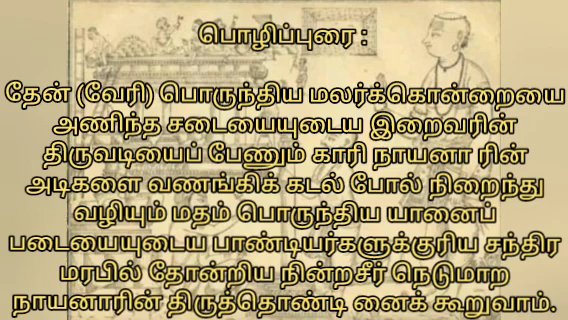 பொழிப்புரை :
தேன் (வேரி) பொருந்திய மலர்க்கொன்றையை
அணிந்த சடையையுடைய இறைவரின்
திருவடியைப் பேணும் காரி நாயனா ரின்
அடிகளை வணங்கிக் கடல் போல் நிறைந்து
வழியும் மதம் பொருந்திய யானைப்
படையையுடைய பாண்டியர்களுக்குரிய சந்திர
மரபில் தோன்றிய நின்றசீர் நெடுமாற
நாயனாரின் திருத்தொண்டி னைக் கூறுவாம்.